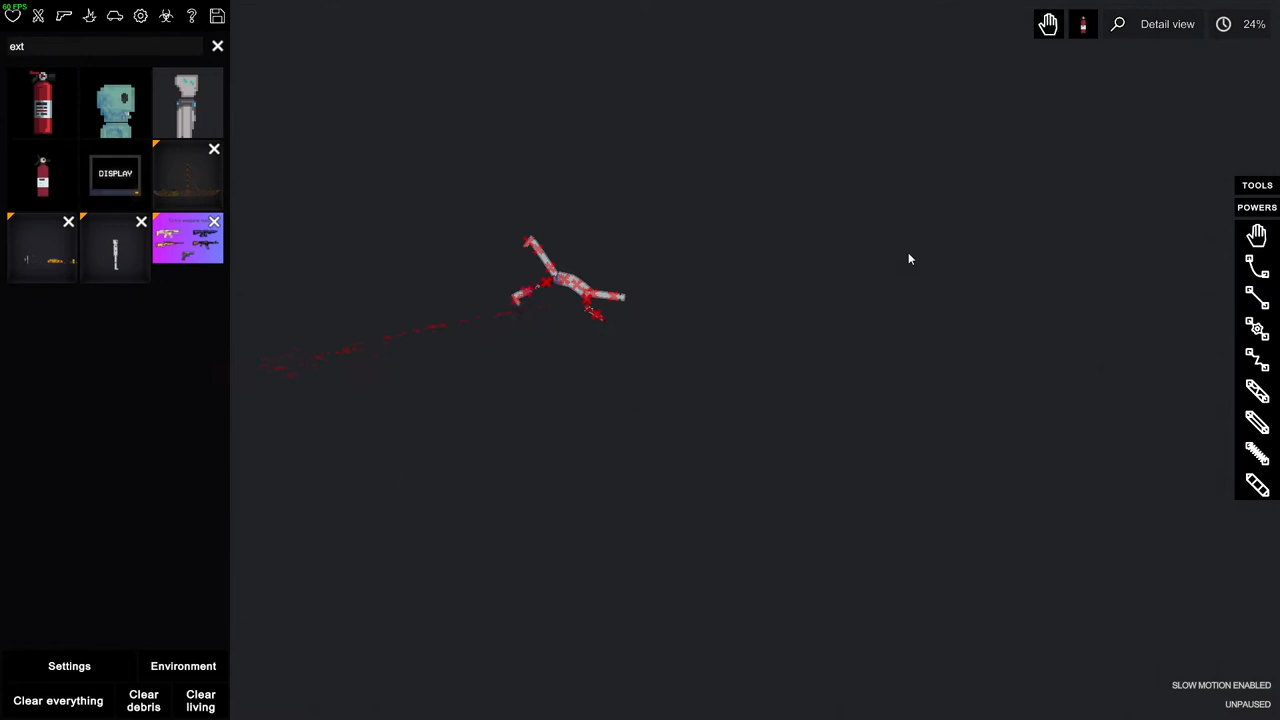 60 FPS
ext
Detail view
24%
DISPLAY
TOOLS
POWERS
Settings
Environment
Clear everything
Clear debris
Clear living
SLOW MOTION ENABLED
UNPAUSED